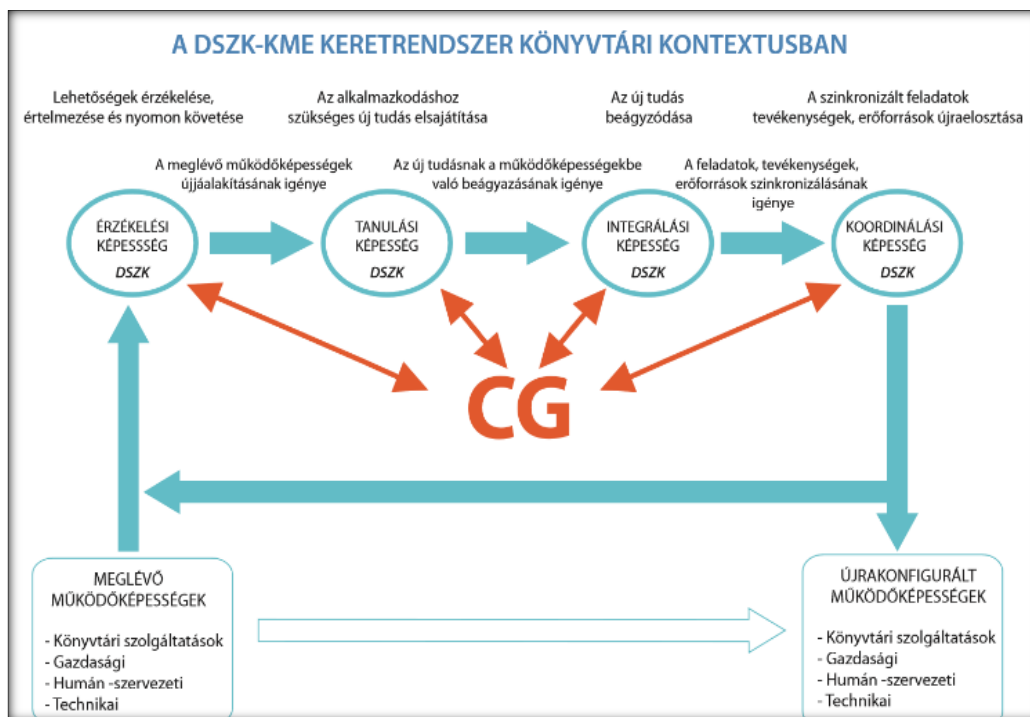 A DSZK-KME KERETRENDSZER KÖNYVTÁRI KONTEXTUSBAN
Lehetőségek érzékelése,
értelmezése és nyomon követése
Az alkalmazkodáshoz
szükséges új tudás elsajátítása
Az új tudás
beágyzódása
A szinkronizált feladatok
tevékenységek, erőforrások újraelosztása
A meglévő működőképességek
újjáalakításának igénye
Az új tudásnak a működőképességekbe
való beágyazásának igénye
A feladatok, tevékenységek,
erőforrások szinkronizálásának
igénye
ÉRZÉKELÉSI
KÉPESSSÉG
DSZK
TANULÁSI
KÉPESSÉG
DSZK
INTEGRÁLÁSI
KÉPESSÉG
DSZK
KOORDINÁLÁSI
KÉPESSÉG
DSZK
CG
MEGLÉVŐ
MŰKÖDŐKÉPESSÉGEK
- Könyvtári szolgáltatások
- Gazdasági
- Humán -szervezeti
- Technikai
ÚJRAKONFIGURÁLT
MŰKÖDŐKÉPESSÉGEK
- Könyvtári szolgáltatások
- Gazdasági
- Humán -szervezeti
- Technikai